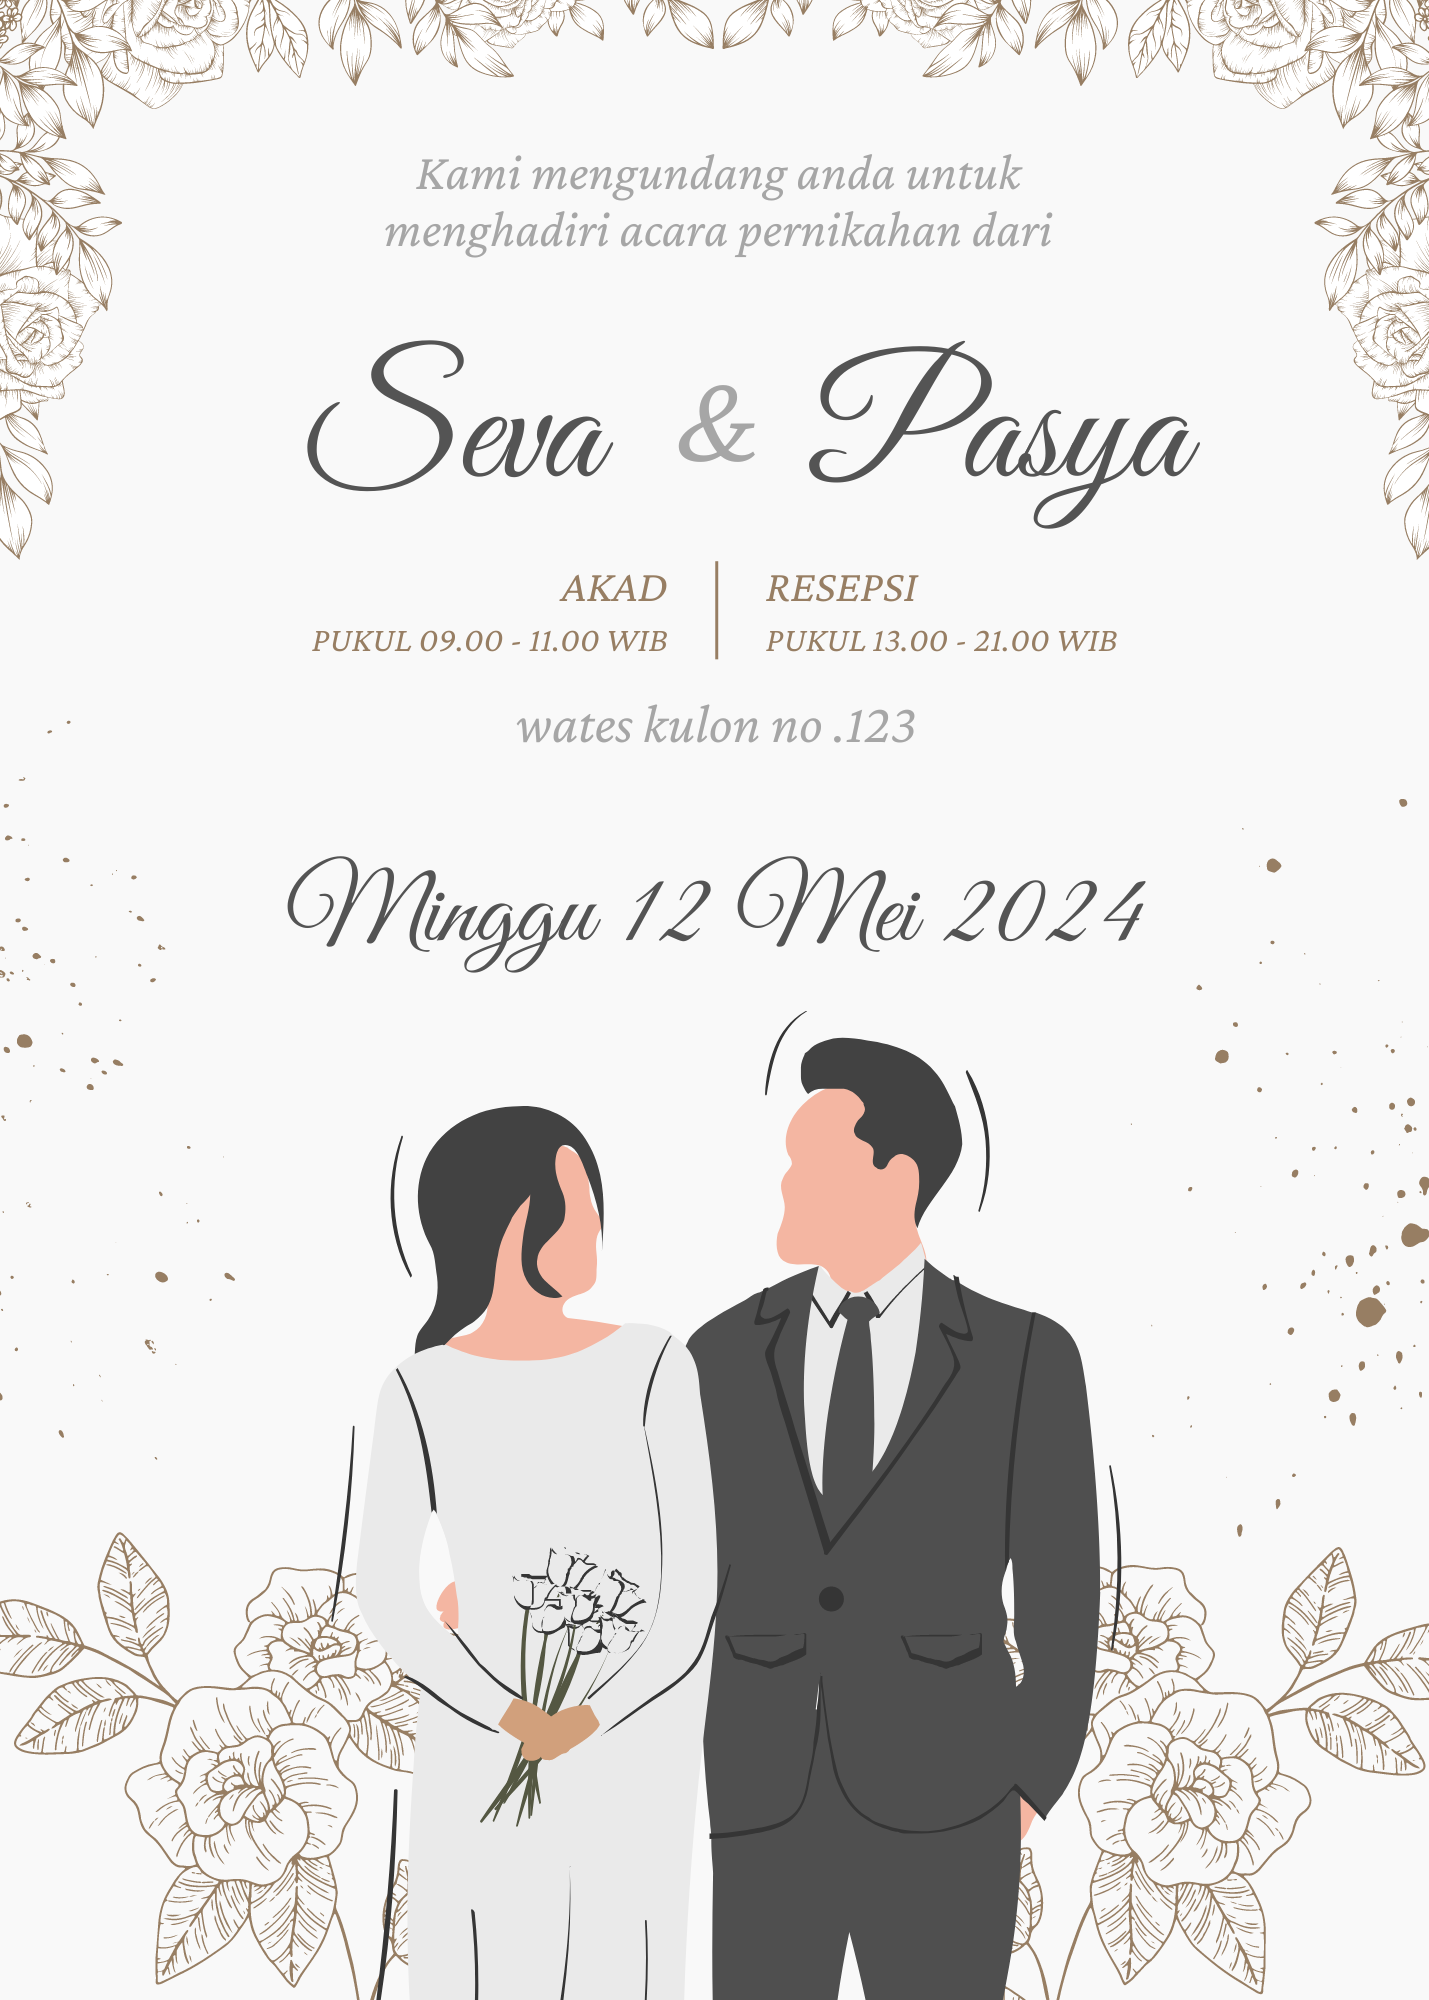 Kami mengundang anda untuk
menghadiri acara pernikahan dari
Seva & Pasya
AKAD
PUKUL 09.00 - 11.00 WIB
RESEPSI
PUKUL 13.00 - 21.00 WIB
wates kulon no .123
Minggu 12 Mei 2024